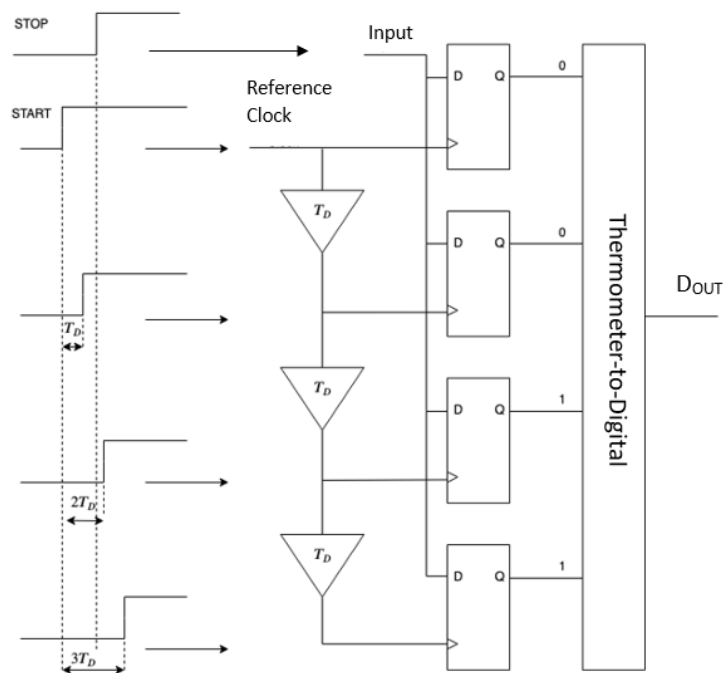 STOP
Input
START
Reference
Clock
D
Q
0
T_D
D
Q
0
T_D
T_D
D
Q
1
2T_D
T_D
D
Q
1
3T_D
Thermometer-to-Digital
D_OUT